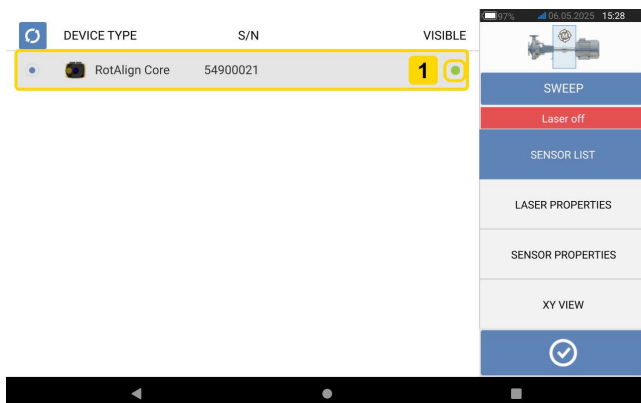 97% 06.05.2025 15:28
DEVICE TYPE S/N VISIBLE
RotAlign Core 54900021 1
SWEEP
Laser off
SENSOR LIST
LASER PROPERTIES
SENSOR PROPERTIES
XY VIEW